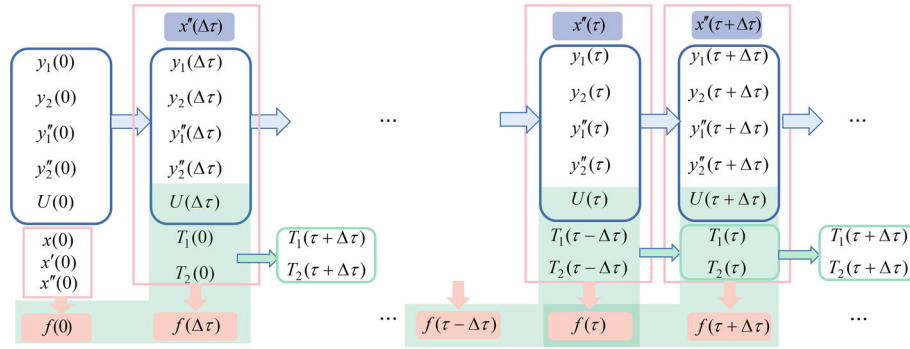 x″(Δτ)
x″(τ)
x″(τ+Δτ)
y₁(0)
y₂(0)
y₁″(0)
y₂″(0)
U(0)
x(0)
x′(0)
x″(0)
f(0)
y₁(Δτ)
y₂(Δτ)
y₁″(Δτ)
y₂″(Δτ)
U(Δτ)
T₁(0)
T₂(0)
f(Δτ)
T₁(τ+Δτ)
T₂(τ+Δτ)
...
...
f(τ−Δτ)
y₁(τ)
y₂(τ)
y₁″(τ)
y₂″(τ)
U(τ)
T₁(τ−Δτ)
T₂(τ−Δτ)
f(τ)
y₁(τ+Δτ)
y₂(τ+Δτ)
y₁″(τ+Δτ)
y₂″(τ+Δτ)
U(τ+Δτ)
T₁(τ)
T₂(τ)
f(τ+Δτ)
...
T₁(τ+Δτ)
T₂(τ+Δτ)
...